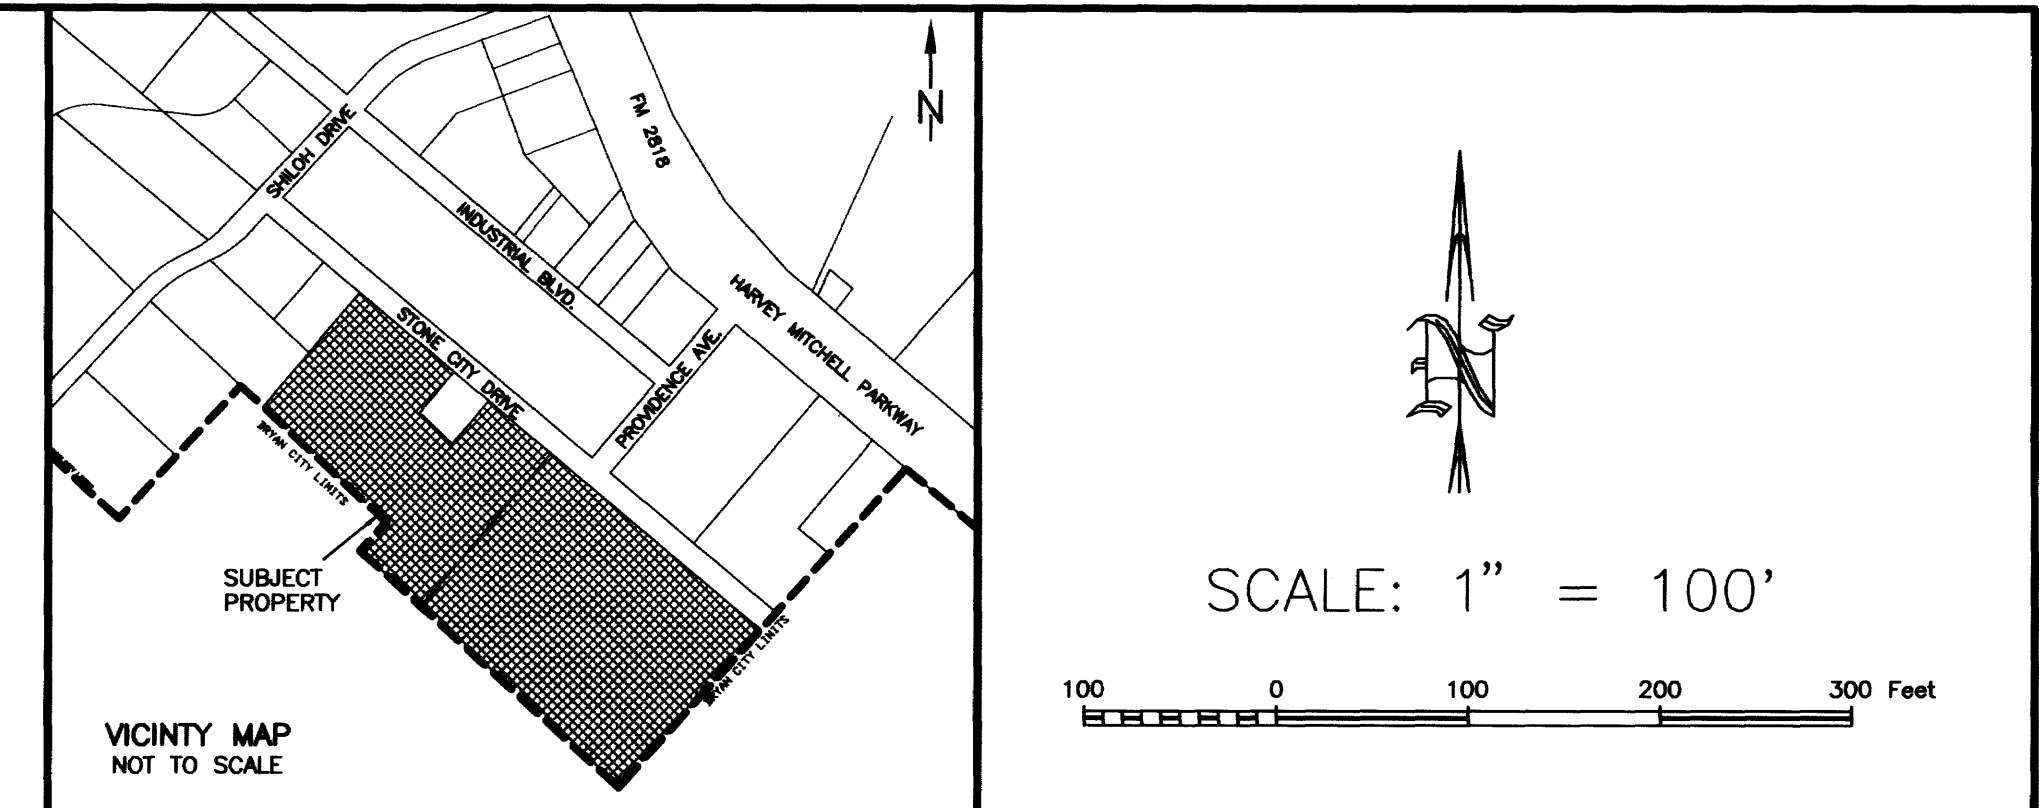 N
SHILOH DRIVE
FM 2818
INDUSTRIAL BLVD.
HARVEY MITCHELL PARKWAY
STONE CITY DRIVE
PROVIDENCE AVE.
BRYAN CITY LIMITS
SUBJECT
PROPERTY
BRYAN CITY LIMITS
VICINTY MAP
NOT TO SCALE
N
SCALE: 1" = 100'
100 0 100 200 300 Feet